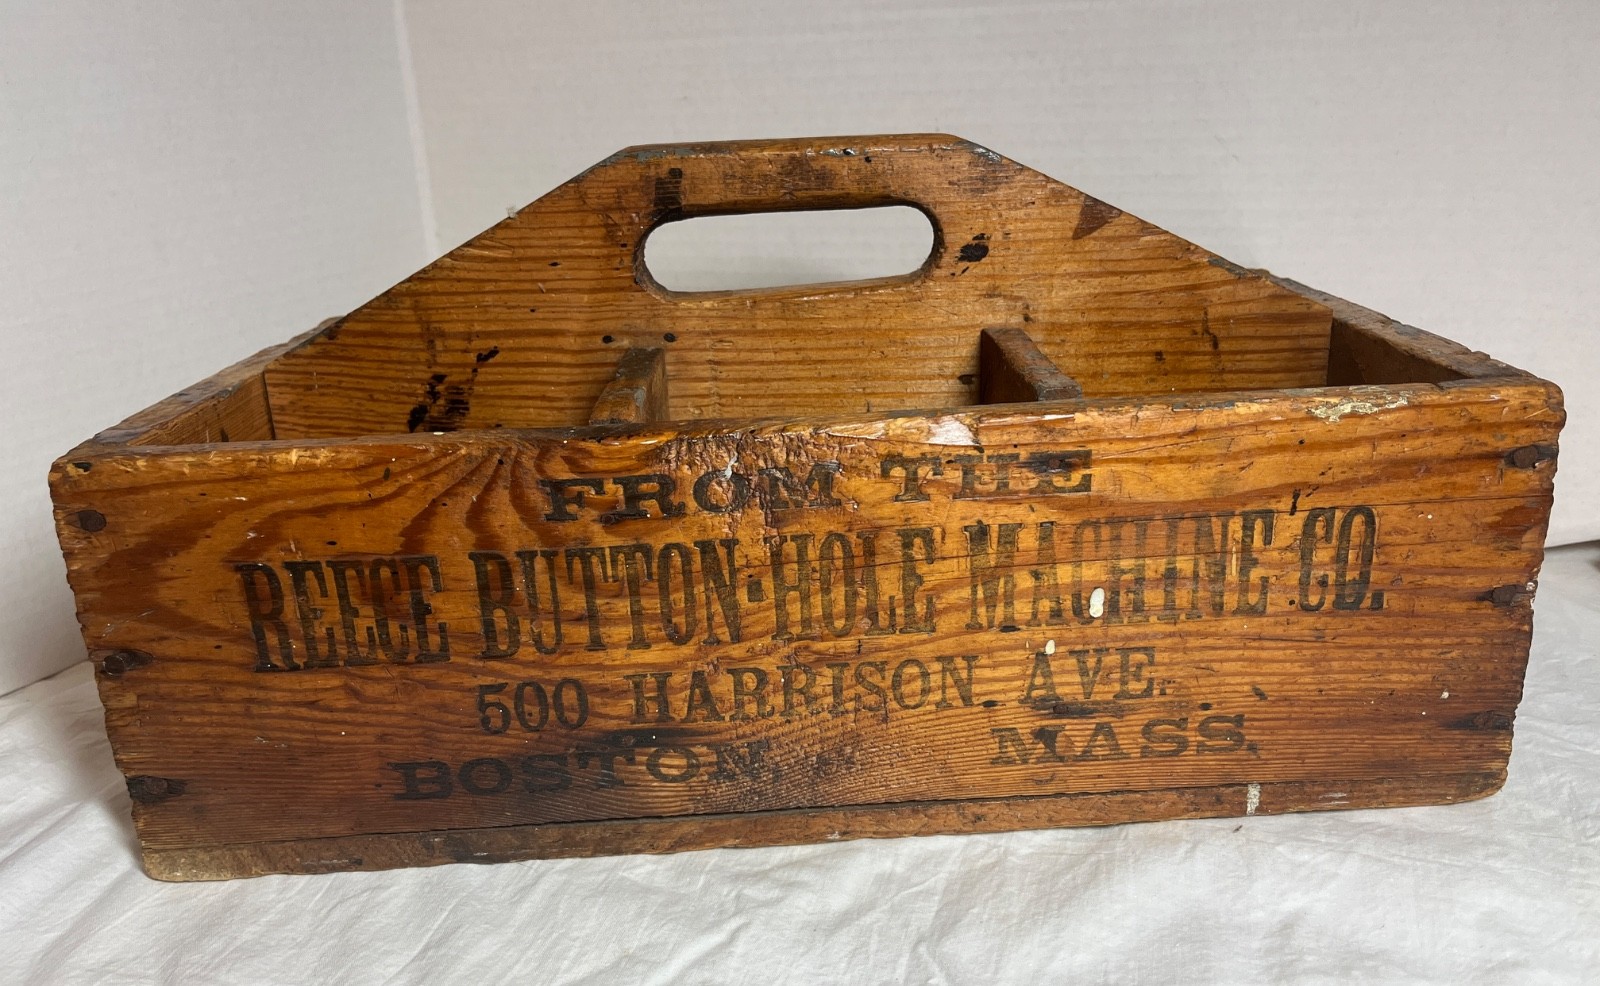 FROM THE
REECE BUTTON-HOLE MACHINE CO.
500 HARRISON AVE.
BOSTON, MASS.